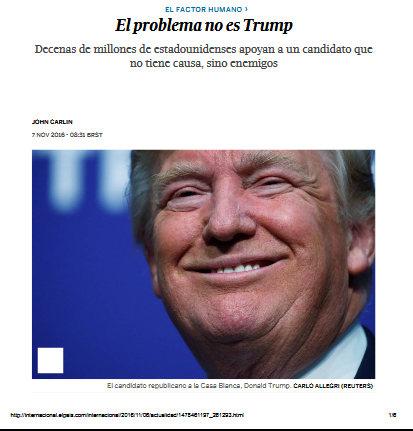 EL FACTOR HUMANO ›
El problema no es Trump
Decenas de millones de estadounidenses apoyan a un candidato que
no tiene causa, sino enemigos
JOHN CARLIN
7 NOV 2016 - 08:31 BRST
El candidato republicano a la Casa Blanca, Donald Trump. CARLO ALLEGRI (REUTERS)
http://internacional.elpais.com/internacional/2016/11/06/actualidad/1478461197_261293.html
1/6